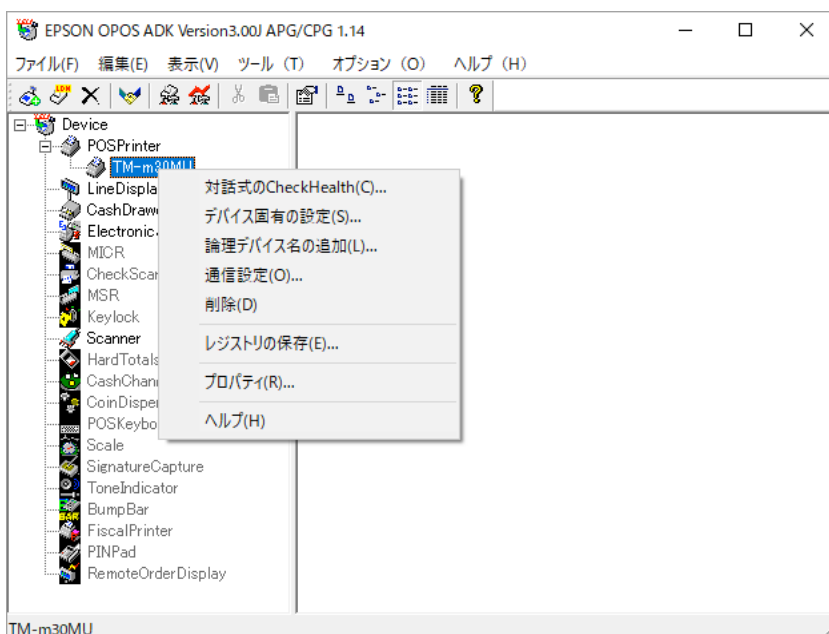 EPSON OPOS ADK Version3.00J APG/CPG 1.14
ファイル(F) 編集(E) 表示(V) ツール (T) オプション (O) ヘルプ (H)
Device
POSPrinter
TM-m30MU
LineDispla
CashDraw
Electronic
MICR
CheckScar
MSR
Keylock
Scanner
HardTotals
CashChan
CoinDispe
POSKeybo
Scale
SignatureCapture
ToneIndicator
BumpBar
FiscalPrinter
PINPad
RemoteOrderDisplay
対話式のCheckHealth(C)...
デバイス固有の設定(S)...
論理デバイス名の追加(L)...
通信設定(O)...
削除(D)
レジストリの保存(E)...
プロパティ(R)...
ヘルプ(H)
TM-m30MU